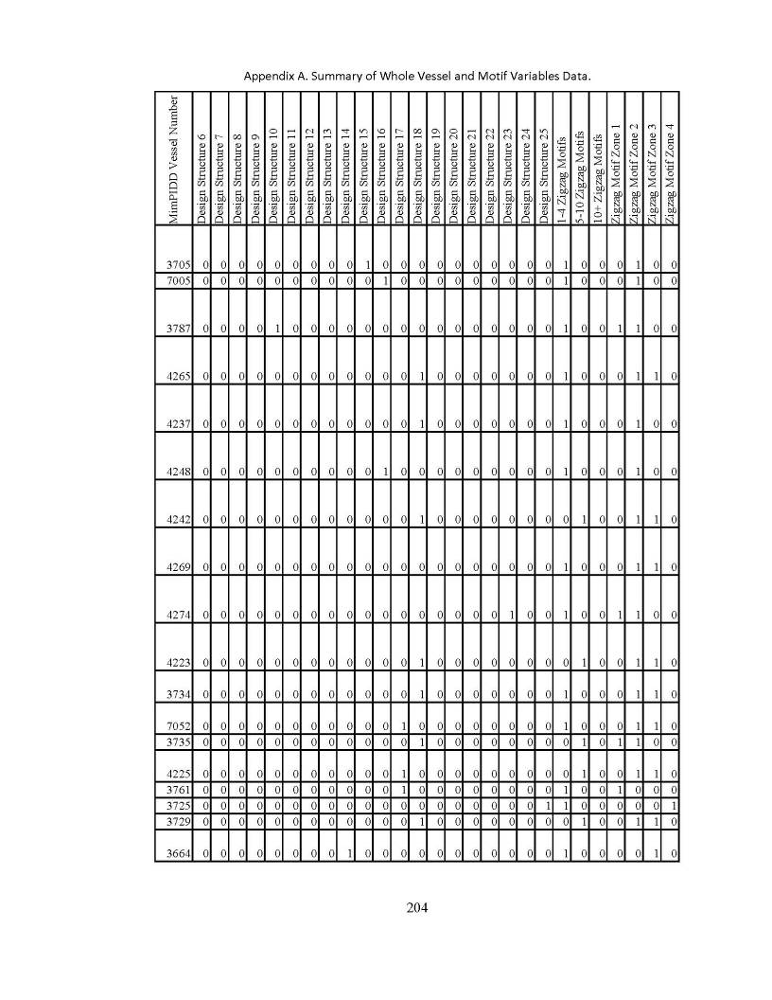 Appendix A. Summary of Whole Vessel and Motif Variables Data.
MimPIDD Vessel Number
Design Structure 6
Design Structure 7
Design Structure 8
Design Structure 9
Design Structure 10
Design Structure 11
Design Structure 12
Design Structure 13
Design Structure 14
Design Structure 15
Design Structure 16
Design Structure 17
Design Structure 18
Design Structure 19
Design Structure 20
Design Structure 21
Design Structure 22
Design Structure 23
Design Structure 24
Design Structure 25
1-4 Zigzag Motifs
5-10 Zigzag Motifs
10+ Zigzag Motifs
Zigzag Motif Zone 1
Zigzag Motif Zone 2
Zigzag Motif Zone 3
Zigzag Motif Zone 4
3705 0 0 0 0 0 0 0 0 0 1 0 0 0 0 0 0 0 0 0 0 1 0 0 0 1 0 0
7005 0 0 0 0 0 0 0 0 0 0 1 0 0 0 0 0 0 0 0 0 1 0 0 0 1 0 0
3787 0 0 0 0 1 0 0 0 0 0 0 0 0 0 0 0 0 0 0 0 1 0 0 1 1 0 0
4265 0 0 0 0 0 0 0 0 0 0 0 0 1 0 0 0 0 0 0 0 1 0 0 0 1 1 0
4237 0 0 0 0 0 0 0 0 0 0 0 0 1 0 0 0 0 0 0 0 1 0 0 0 1 0 0
4248 0 0 0 0 0 0 0 0 0 0 1 0 0 0 0 0 0 0 0 0 1 0 0 0 1 0 0
4242 0 0 0 0 0 0 0 0 0 0 0 0 1 0 0 0 0 0 0 0 0 1 0 0 1 1 0
4269 0 0 0 0 0 0 0 0 0 0 0 0 0 0 0 0 0 0 0 0 1 0 0 0 1 1 0
4274 0 0 0 0 0 0 0 0 0 0 0 0 0 0 0 0 0 1 0 0 1 0 0 1 1 0 0
4223 0 0 0 0 0 0 0 0 0 0 0 0 1 0 0 0 0 0 0 0 0 1 0 0 1 1 0
3734 0 0 0 0 0 0 0 0 0 0 0 0 1 0 0 0 0 0 0 0 1 0 0 0 1 1 0
7052 0 0 0 0 0 0 0 0 0 0 0 1 0 0 0 0 0 0 0 0 1 0 0 0 1 1 0
3735 0 0 0 0 0 0 0 0 0 0 0 0 1 0 0 0 0 0 0 0 0 1 0 1 1 0 0
4225 0 0 0 0 0 0 0 0 0 0 0 1 0 0 0 0 0 0 0 0 0 1 0 0 1 1 0
3761 0 0 0 0 0 0 0 0 0 0 0 1 0 0 0 0 0 0 0 0 1 0 0 1 0 0 0
3725 0 0 0 0 0 0 0 0 0 0 0 0 0 0 0 0 0 0 0 1 1 0 0 0 0 0 1
3729 0 0 0 0 0 0 0 0 0 0 0 0 1 0 0 0 0 0 0 0 0 1 0 0 1 1 0
3664 0 0 0 0 0 0 0 0 1 0 0 0 0 0 0 0 0 0 0 0 1 0 0 0 0 1 0
204